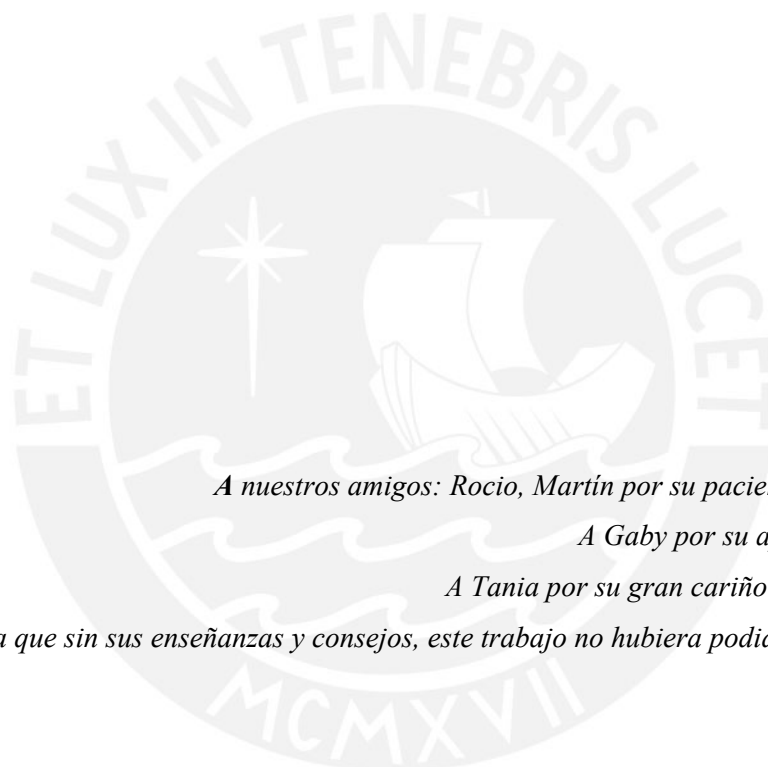 ET LUX IN TENEBRIS LUCET
A nuestros amigos: Rocio, Martín por su
A Gaby por su
A Tania por su gran cariño
que sin sus enseñanzas y consejos, este trabajo no hubiera
MCMXVII